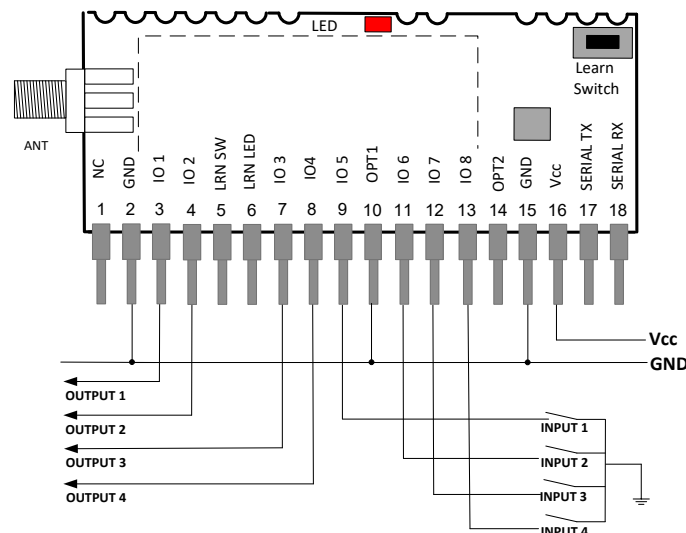 LED
Learn
Switch
ANT
NC
GND
IO 1
IO 2
LRN SW
LRN LED
IO 3
IO4
IO 5
OPT1
IO 6
IO 7
IO 8
OPT2
GND
Vcc
SERIAL TX
SERIAL RX
1 2 3 4 5 6 7 8 9 10 11 12 13 14 15 16 17 18
Vcc
GND
OUTPUT 1
OUTPUT 2
OUTPUT 3
OUTPUT 4
INPUT 1
INPUT 2
INPUT 3
INPUT 4